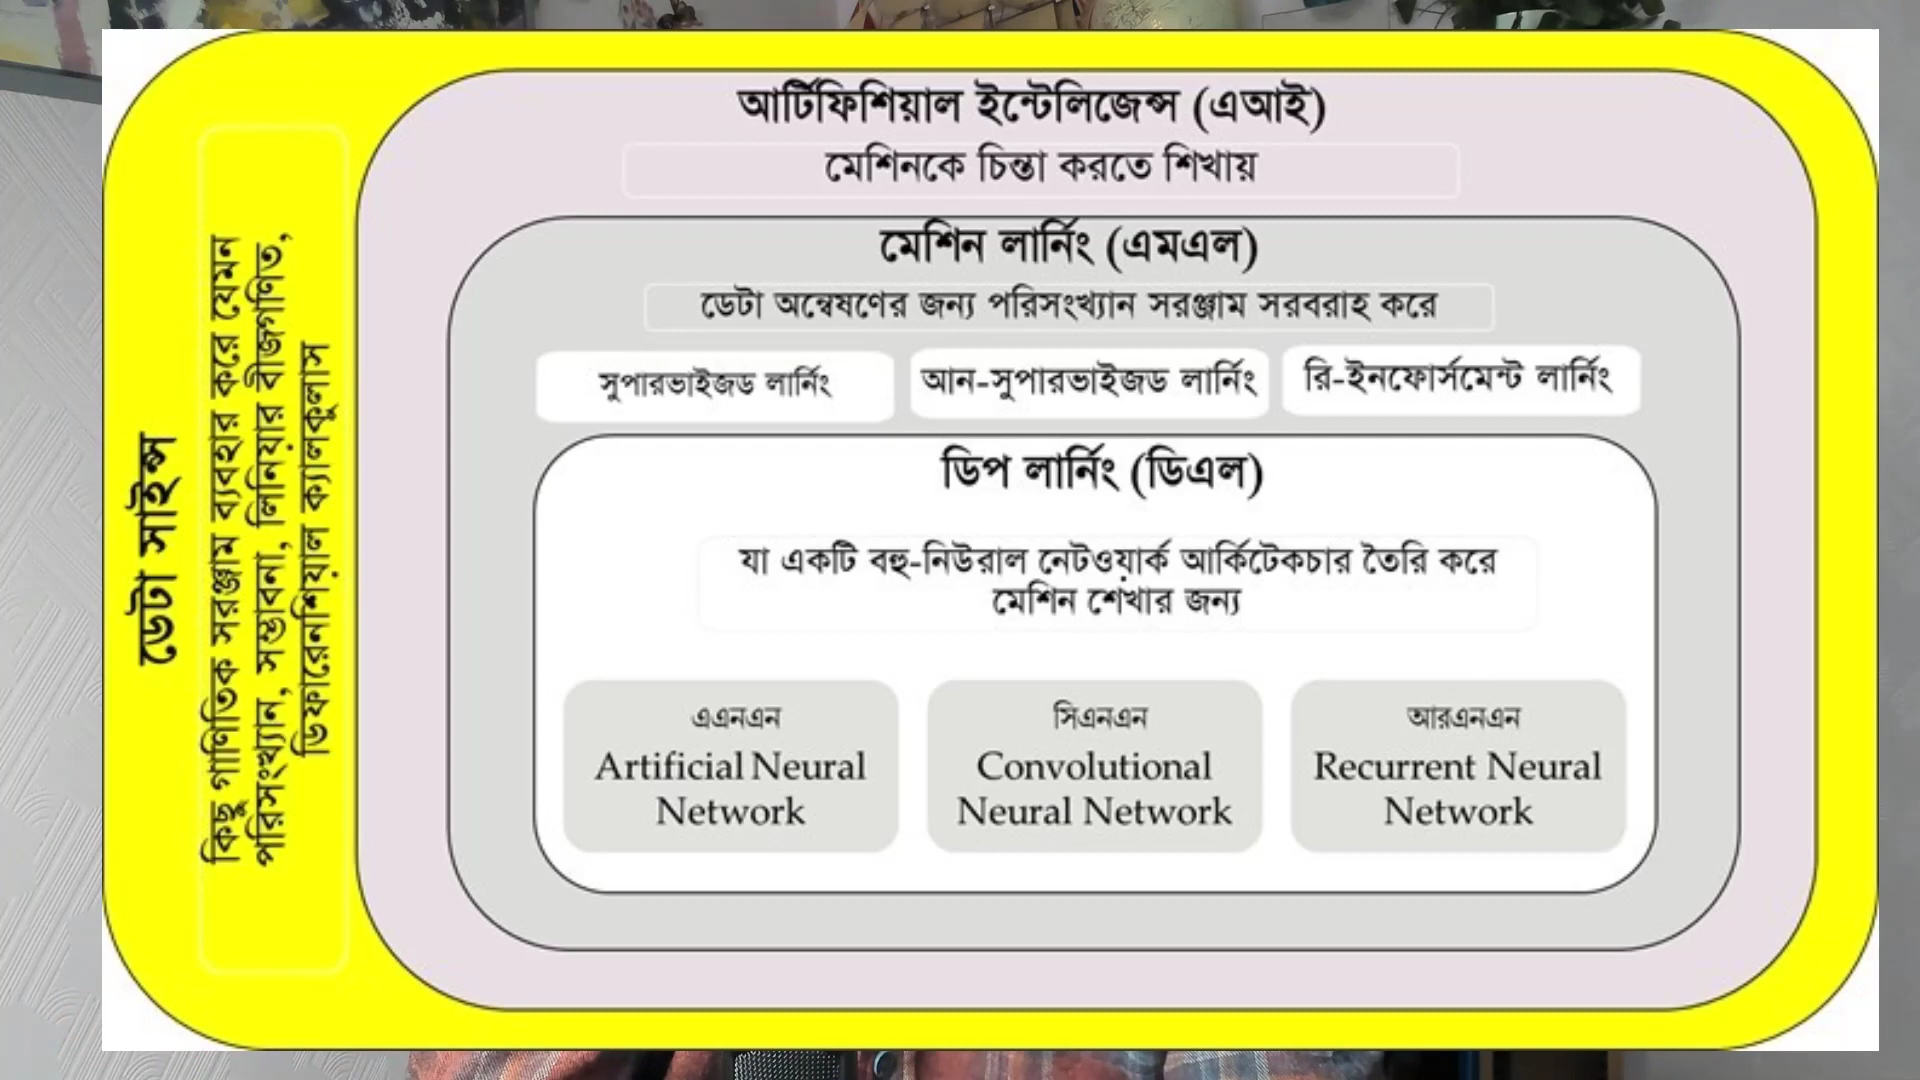 ডেটা সাইন্স
কিছু গাণিতিক সরঞ্জাম ব্যবহার করে যেমন
পরিসংখ্যান, সম্ভাবনা, লিনিয়ার বীজগণিত,
ডিফারেনশিয়াল ক্যালকুলাস
আর্টিফিশিয়াল ইন্টেলিজেন্স (এআই)
মেশিনকে চিন্তা করতে শিখায়
মেশিন লার্নিং (এমএল)
ডেটা অন্বেষণের জন্য পরিসংখ্যান সরঞ্জাম সরবরাহ করে
সুপারভাইজড লার্নিং
আন-সুপারভাইজড লার্নিং
রি-ইনফোর্সমেন্ট লার্নিং
ডিপ লার্নিং (ডিএল)
যা একটি বহু-নিউরাল নেটওয়ার্ক আর্কিটেকচার তৈরি করে
মেশিন শেখার জন্য
এএনএন
Artificial Neural
Network
সিএনএন
Convolutional
Neural Network
আরএনএন
Recurrent Neural
Network